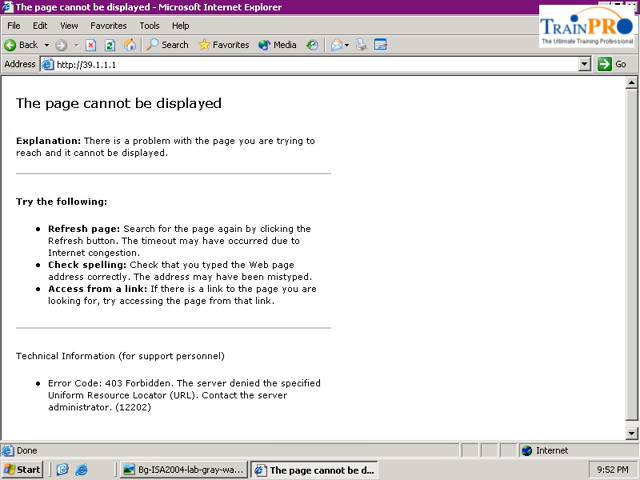 The page cannot be displayed - Microsoft Internet Explorer
TRAINPRO
The Ultimate Training Professional
File Edit View Favorites Tools Help
Back Search Favorites Media
Address http://39.1.1.1 Go
The page cannot be displayed
Explanation: There is a problem with the page you are trying to
reach and it cannot be displayed.
Try the following:
Refresh page: Search for the page again by clicking the
Refresh button. The timeout may have occurred due to
Internet congestion.
Check spelling: Check that you typed the Web page
address correctly. The address may have been mistyped.
Access from a link: If there is a link to the page you are
looking for, try accessing the page from that link.
Technical Information (for support personnel)
Error Code: 403 Forbidden. The server denied the specified
Uniform Resource Locator (URL). Contact the server
administrator. (12202)
Done Internet
Start Bg-ISA2004-lab-gray-wa... The page cannot be d... 9:52 PM